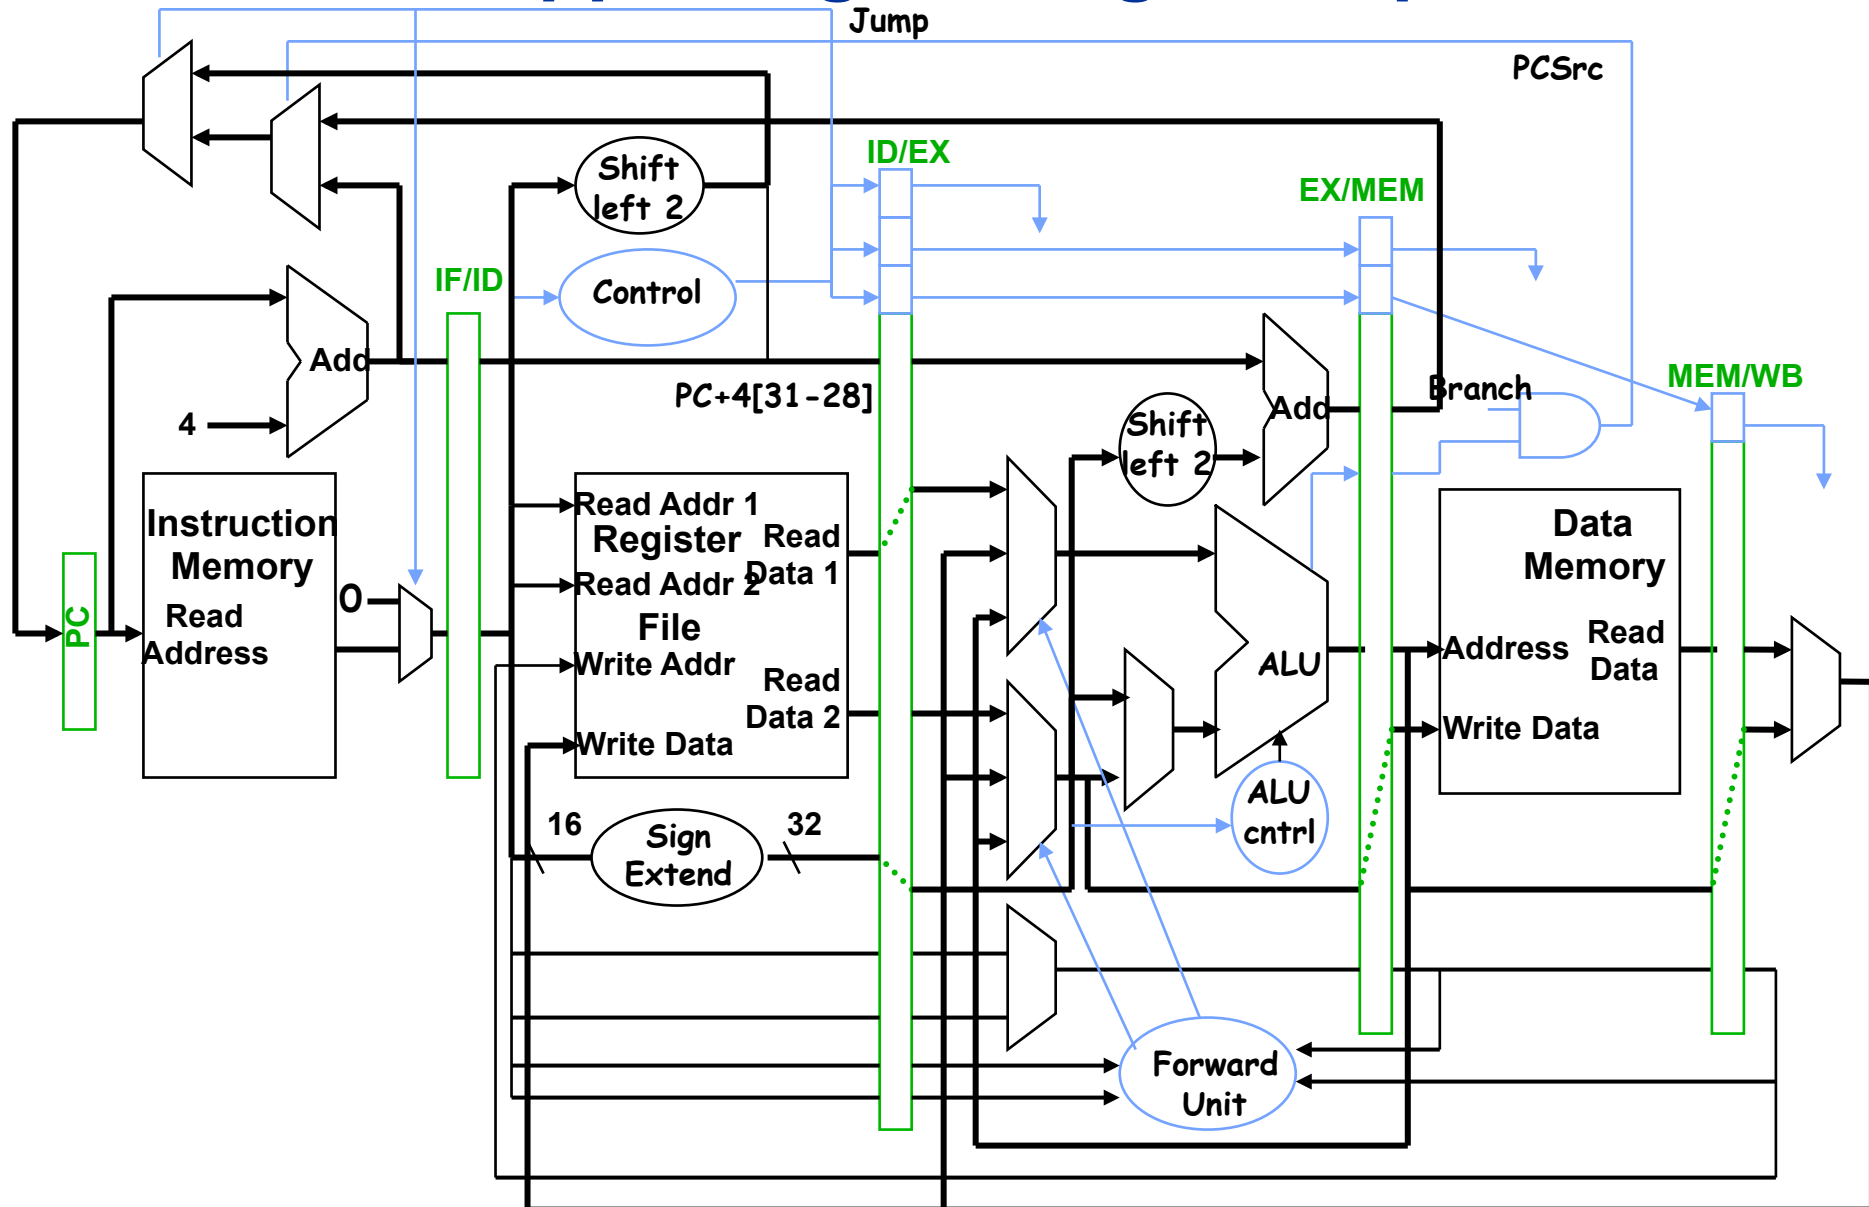 Jump
PCSrc
Shift
left 2
ID/EX
EX/MEM
IF/ID
Control
Add
4
PC+4[31-28]
Shift
left 2
Add
Branch
MEM/WB
PC
Instruction
Memory
Read
Address
0
Read Addr 1
Register
Read
Data 1
Read Addr 2
File
Write Addr
Read
Data 2
Write Data
16
Sign
Extend
32
ALU
ALU
cntrl
Data
Memory
Address
Read
Data
Write Data
Forward
Unit